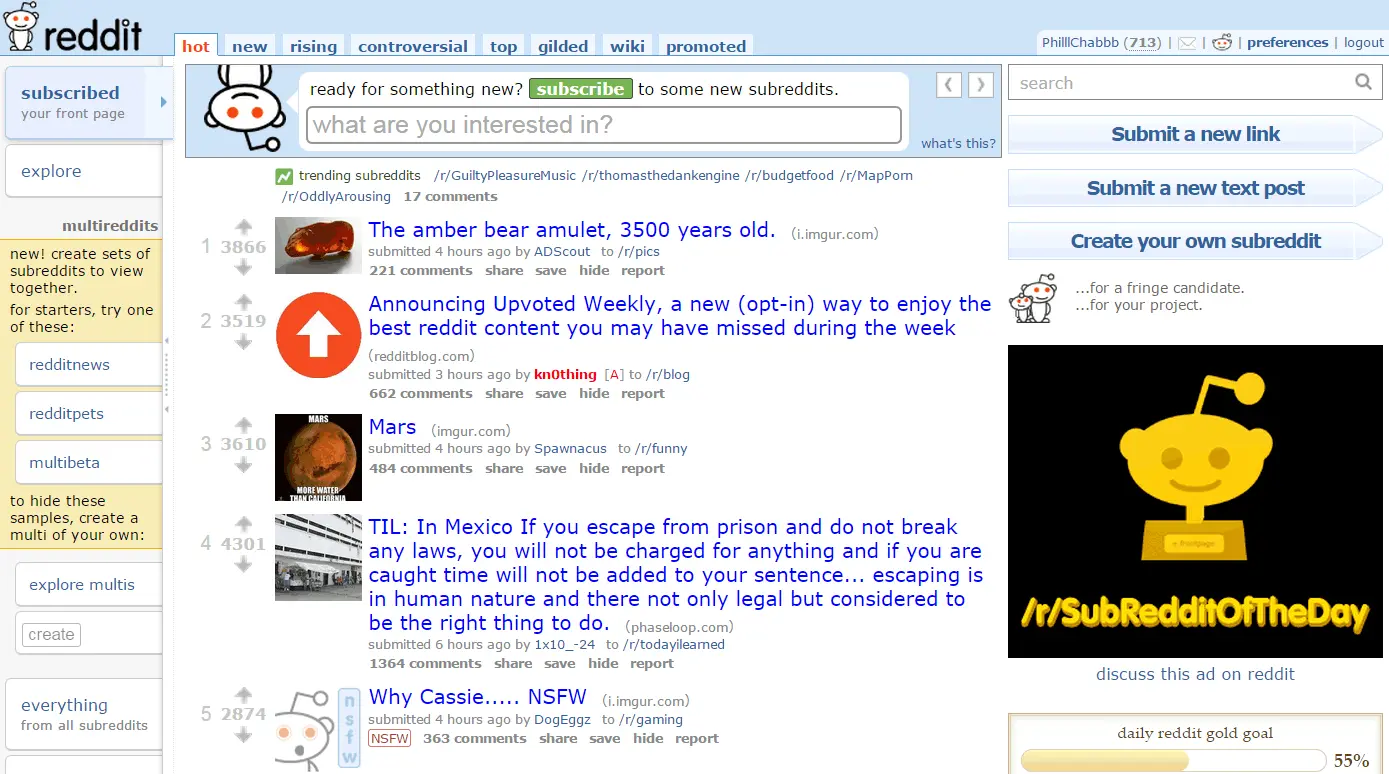 reddit
hot new rising controversial top gilded wiki promoted
PhilllChabbb (713) | | | preferences | logout
subscribed
your front page
explore
multireddits
new! create sets of
subreddits to view
together.
for starters, try one
of these:
redditnews
redditpets
multibeta
to hide these
samples, create a
multi of your own:
explore multis
create
everything
from all subreddits
ready for something new? subscribe to some new subreddits.
what are you interested in?
❮ ❯
what's this?
trending subreddits /r/GuiltyPleasureMusic /r/thomasthedankengine /r/budgetfood /r/MapPorn
/r/OddlyArousing 17 comments
1 3866
The amber bear amulet, 3500 years old. (i.imgur.com)
submitted 4 hours ago by ADScout to /r/pics
221 comments share save hide report
2 3519
Announcing Upvoted Weekly, a new (opt-in) way to enjoy the
best reddit content you may have missed during the week
(redditblog.com)
submitted 3 hours ago by kn0thing [A] to /r/blog
662 comments share save hide report
3 3610
MARS
MORE WATER
THAN CALIFORNIA
Mars (imgur.com)
submitted 4 hours ago by Spawnacus to /r/funny
484 comments share save hide report
4 4301
TIL: In Mexico If you escape from prison and do not break
any laws, you will not be charged for anything and if you are
caught time will not be added to your sentence... escaping is
in human nature and there not only legal but considered to
be the right thing to do. (phaseloop.com)
submitted 6 hours ago by 1x10_-24 to /r/todayilearned
1364 comments share save hide report
5 2874
nsfw
Why Cassie..... NSFW (i.imgur.com)
submitted 4 hours ago by DogEggz to /r/gaming
NSFW 363 comments share save hide report
search
Submit a new link
Submit a new text post
Create your own subreddit
...for a fringe candidate.
...for your project.
/r/SubRedditOfTheDay
discuss this ad on reddit
daily reddit gold goal
55%